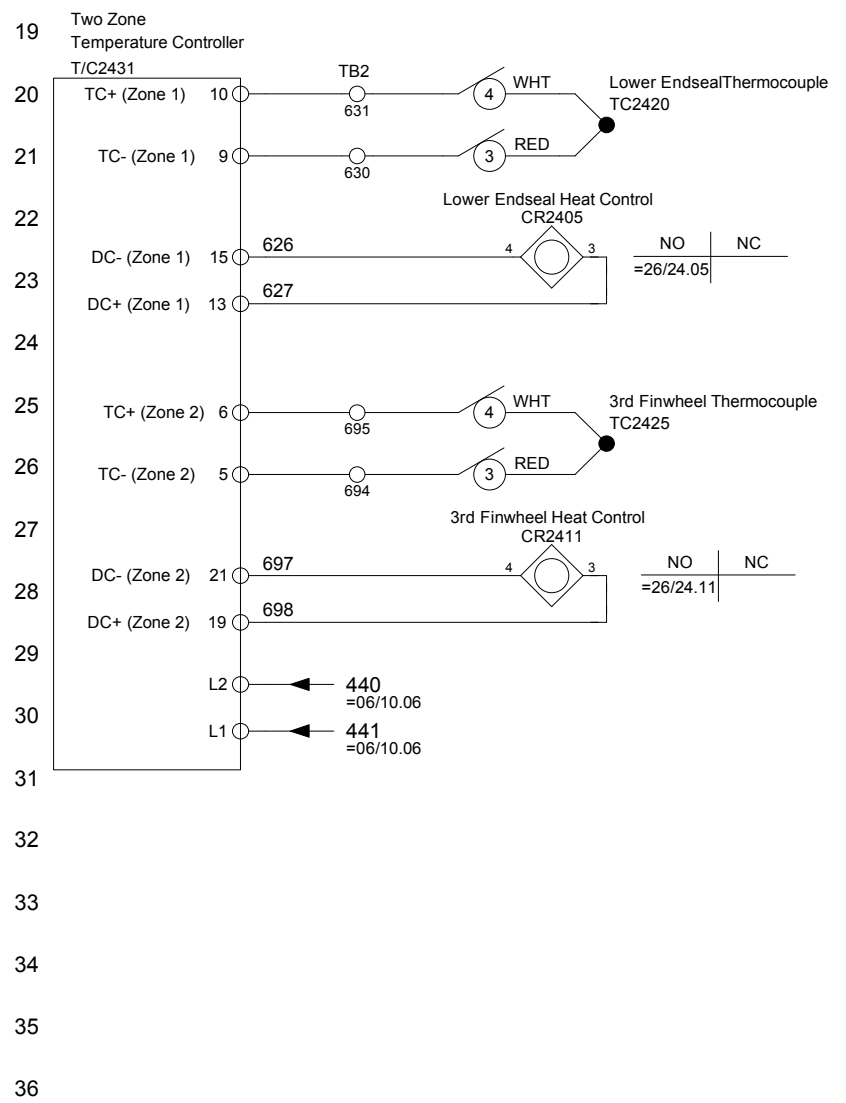 19
Two Zone
Temperature Controller
T/C2431
20
TC+ (Zone 1) 10
TB2
631
4 WHT
Lower EndsealThermocouple
TC2420
21
TC- (Zone 1) 9
630
3 RED
22
Lower Endseal Heat Control
CR2405
DC- (Zone 1) 15
626
4 3
NO NC
=26/24.05
23
DC+ (Zone 1) 13
627
24
25
TC+ (Zone 2) 6
695
4 WHT
3rd Finwheel Thermocouple
TC2425
26
TC- (Zone 2) 5
694
3 RED
27
3rd Finwheel Heat Control
CR2411
DC- (Zone 2) 21
697
4 3
NO NC
=26/24.11
28
DC+ (Zone 2) 19
698
29
L2
440
=06/10.06
30
L1
441
=06/10.06
31
32
33
34
35
36